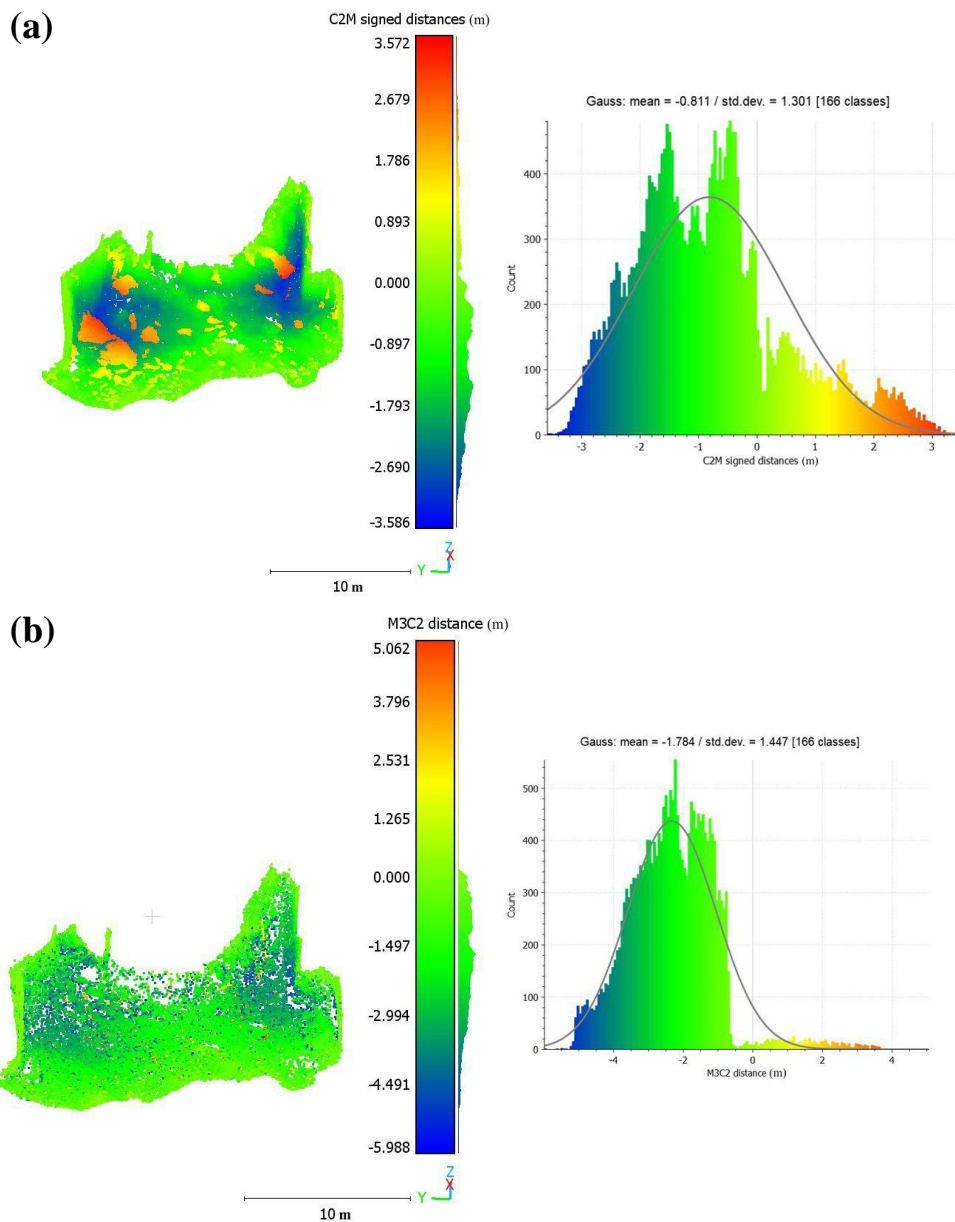 (a)
C2M signed distances (m)
3.572
2.679
1.786
0.893
0.000
-0.897
-1.793
-2.690
-3.586
Z
X
Y
10 m
Gauss: mean = -0.811 / std.dev. = 1.301 [166 classes]
Count
400
300
200
100
0
-3
-2
-1
0
1
2
3
C2M signed distances (m)
(b)
M3C2 distance (m)
5.062
3.796
2.531
1.265
0.000
-1.497
-2.994
-4.491
-5.988
Z
X
Y
10 m
Gauss: mean = -1.784 / std.dev. = 1.447 [166 classes]
Count
500
400
300
200
100
0
-4
-2
0
2
4
M3C2 distance (m)